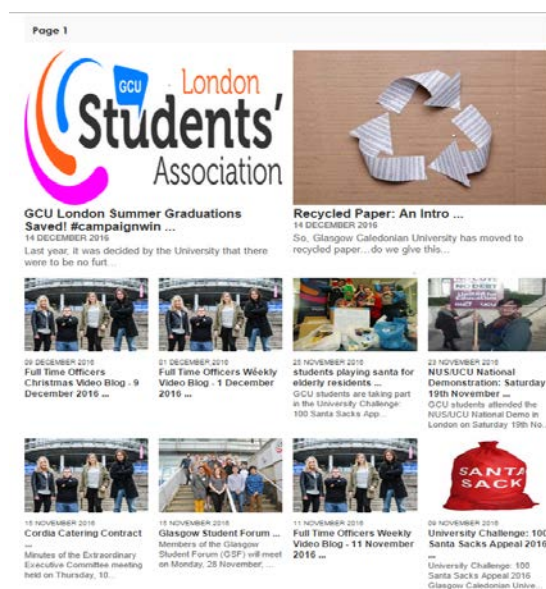 Page 1
GCU
London
Students'
Association
GCU London Summer Graduations
Saved! #campaignwin ...
14 DECEMBER 2016
Last year, it was decided by the University that there
were to be no furt...
Recycled Paper: An Intro ...
14 DECEMBER 2016
So, Glasgow Caledonian University has moved to
recycled paper...do we give this...
09 DECEMBER 2016
Full Time Officers
Christmas Video Blog - 9
December 2016 ...
01 DECEMBER 2016
Full Time Officers Weekly
Video Blog - 1 December
2016 ...
25 NOVEMBER 2016
students playing santa for
elderly residents ...
GCU students are taking part
in the University Challenge:
100 Santa Sacks App...
NO DEBT
23 NOVEMBER 2016
NUS/UCU National
Demonstration: Saturday
19th November ...
GCU students attended the
NUS/UCU National Demo in
London on Saturday 19th No...
15 NOVEMBER 2016
Cordia Catering Contract
...
Minutes of the Extraordinary
Executive Committee meeting
held on Thursday, 10...
15 NOVEMBER 2016
Glasgow Student Forum ...
Members of the Glasgow
Student Forum (GSF) will meet
on Monday, 28 November, ...
11 NOVEMBER 2016
Full Time Officers Weekly
Video Blog - 11 November
2016 ...
SANTA
SACK
09 NOVEMBER 2016
University Challenge: 100
Santa Sacks Appeal 2016
...
University Challenge: 100
Santa Sacks Appeal 2016
Glasgow Caledonian Unive...